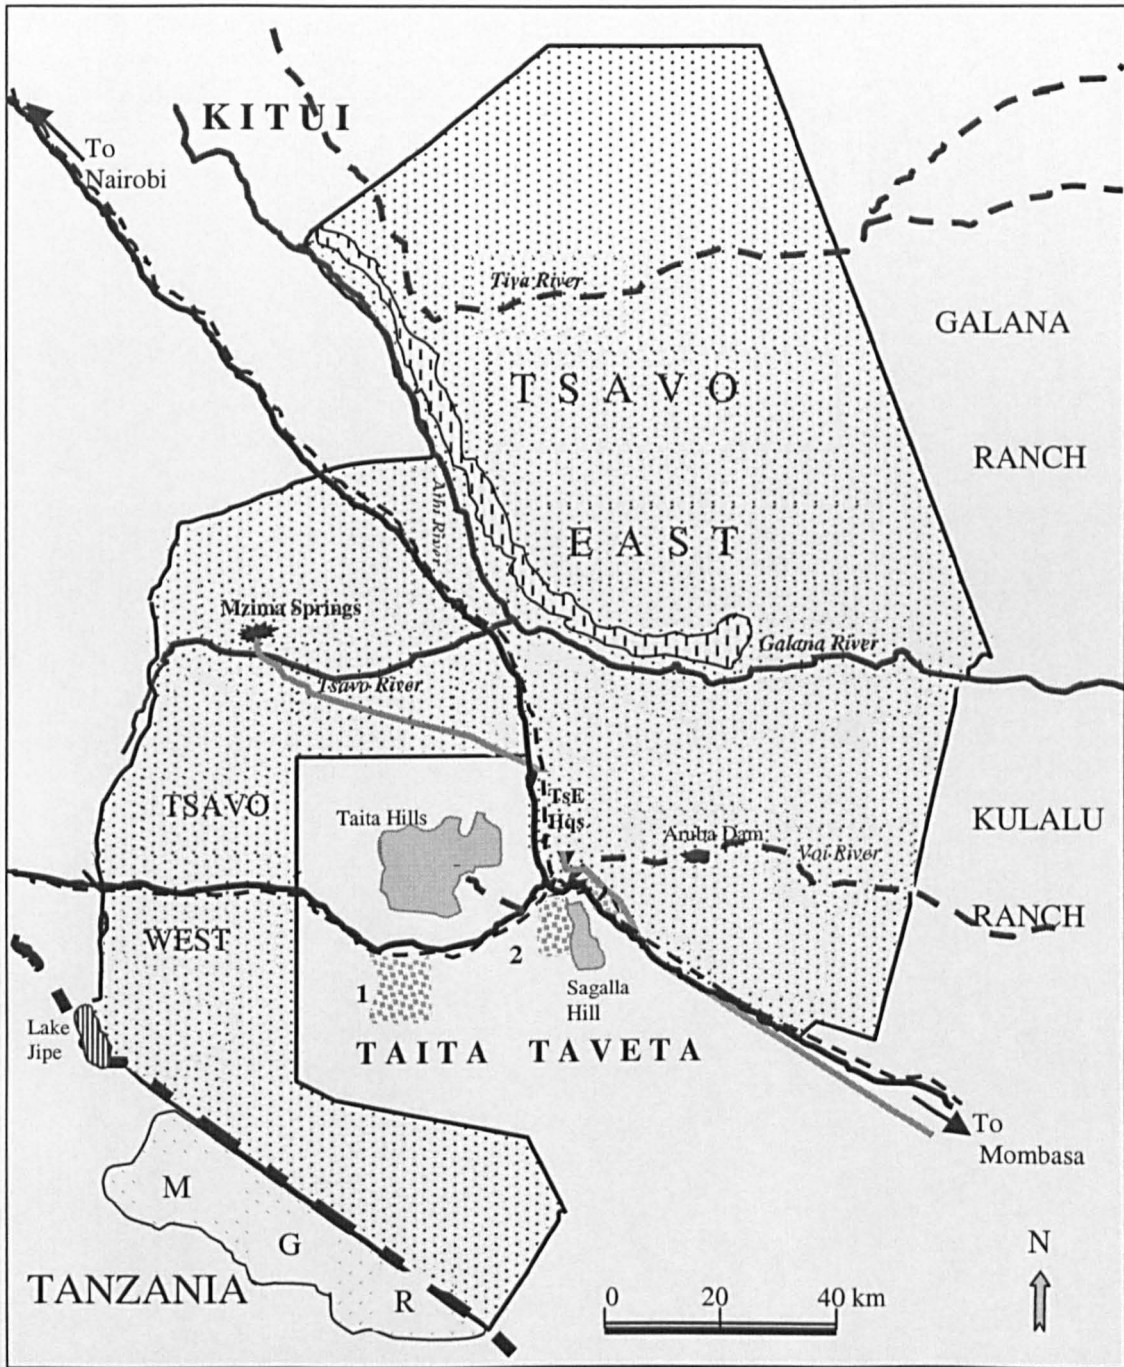 KITUI
To
Nairobi
Tiva River
GALANA
TSAVO
RANCH
Athi River
EAST
Mzima Springs
Galana River
Tsavo River
TSAVO
Taita Hills
TsE
Hqs
Aruba Dam
KULALU
Voi River
WEST
RANCH
2
1
Sagalla
Hill
Lake
Jipe
TAITA TAVETA
To
Mombasa
M
G
R
N
TANZANIA
0 20 40 km